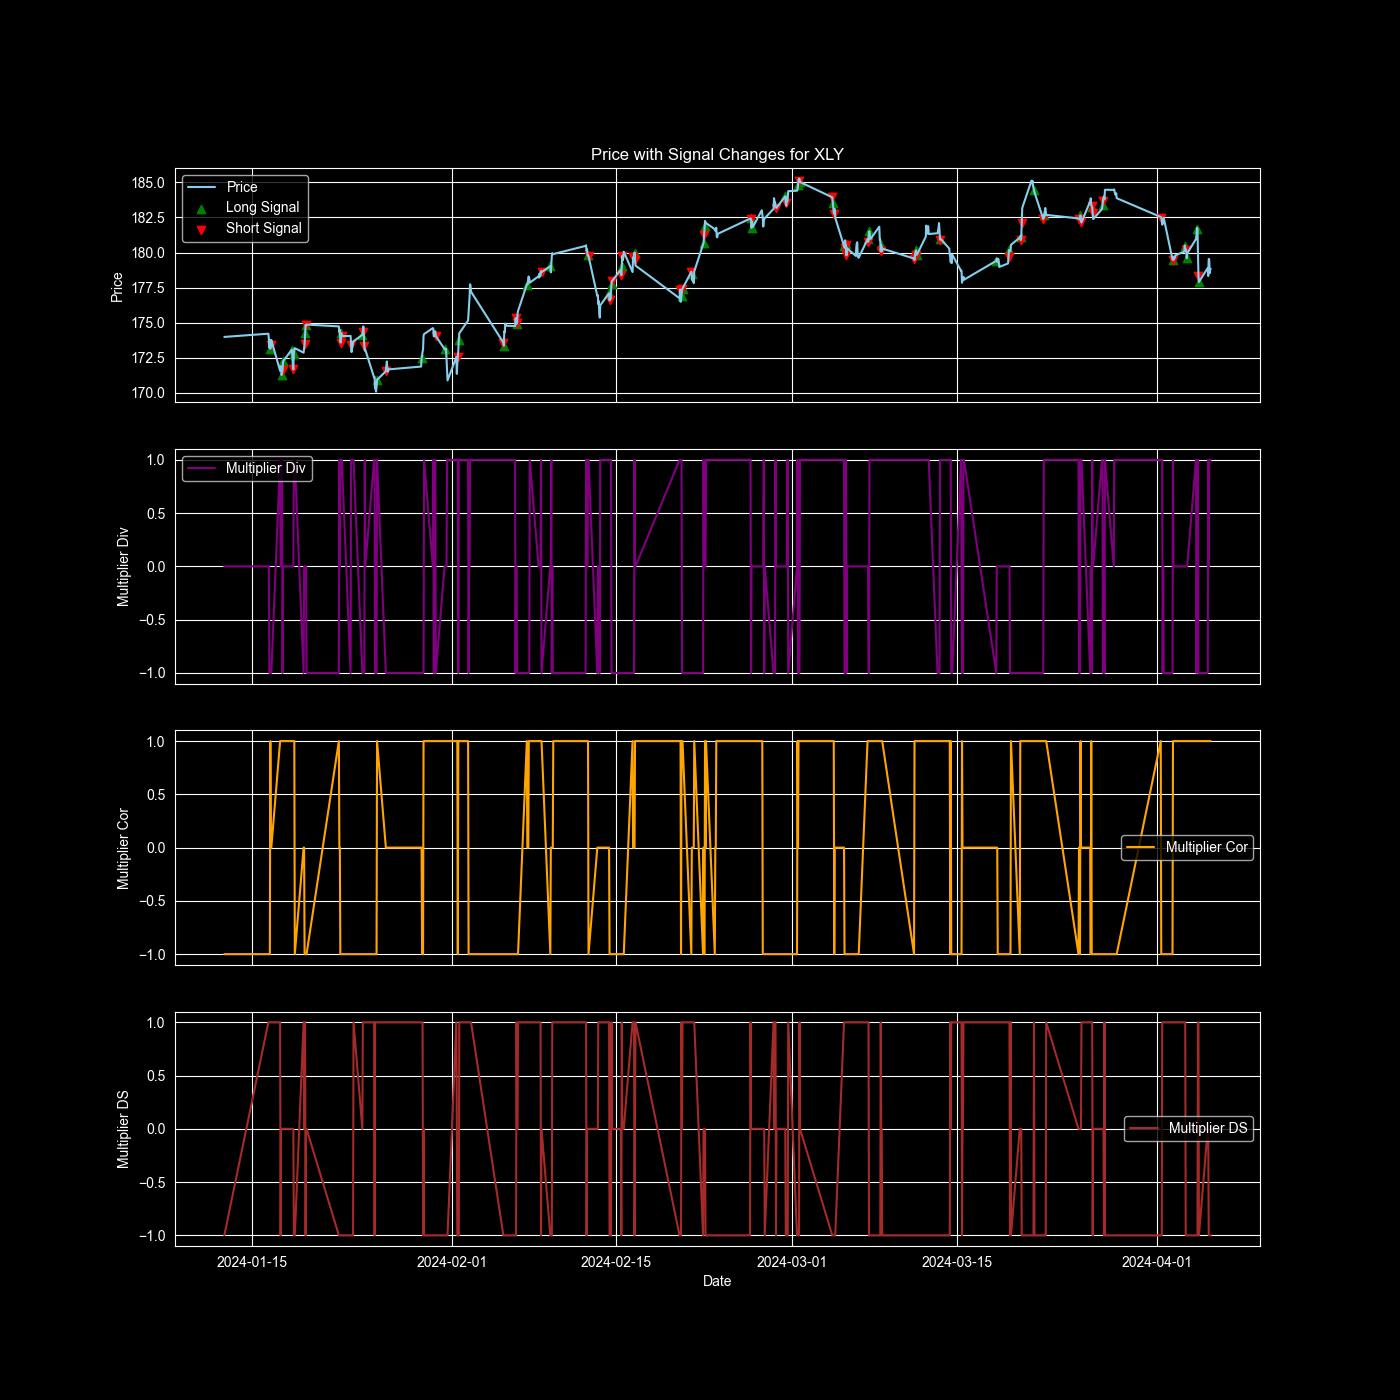 Price with Signal Changes for XLY
185.0
182.5
180.0
177.5
175.0
172.5
170.0
Price
Price
Long Signal
Short Signal
1.0
0.5
0.0
−0.5
−1.0
Multiplier Div
Multiplier Div
1.0
0.5
0.0
−0.5
−1.0
Multiplier Cor
Multiplier Cor
1.0
0.5
0.0
−0.5
−1.0
Multiplier DS
Multiplier DS
2024-01-15 2024-02-01 2024-02-15 2024-03-01 2024-03-15 2024-04-01
Date